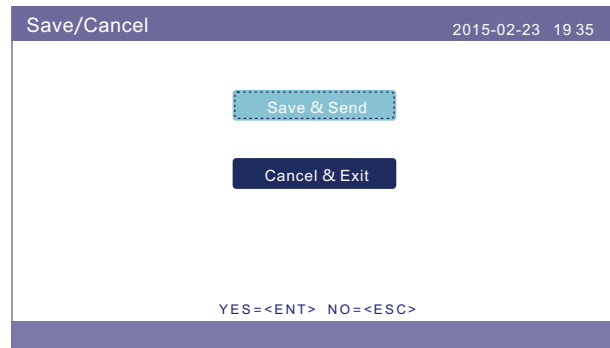 Save/Cancel 2015-02-23 19 35
Save & Send
Cancel & Exit
YES=<ENT> NO=<ESC>